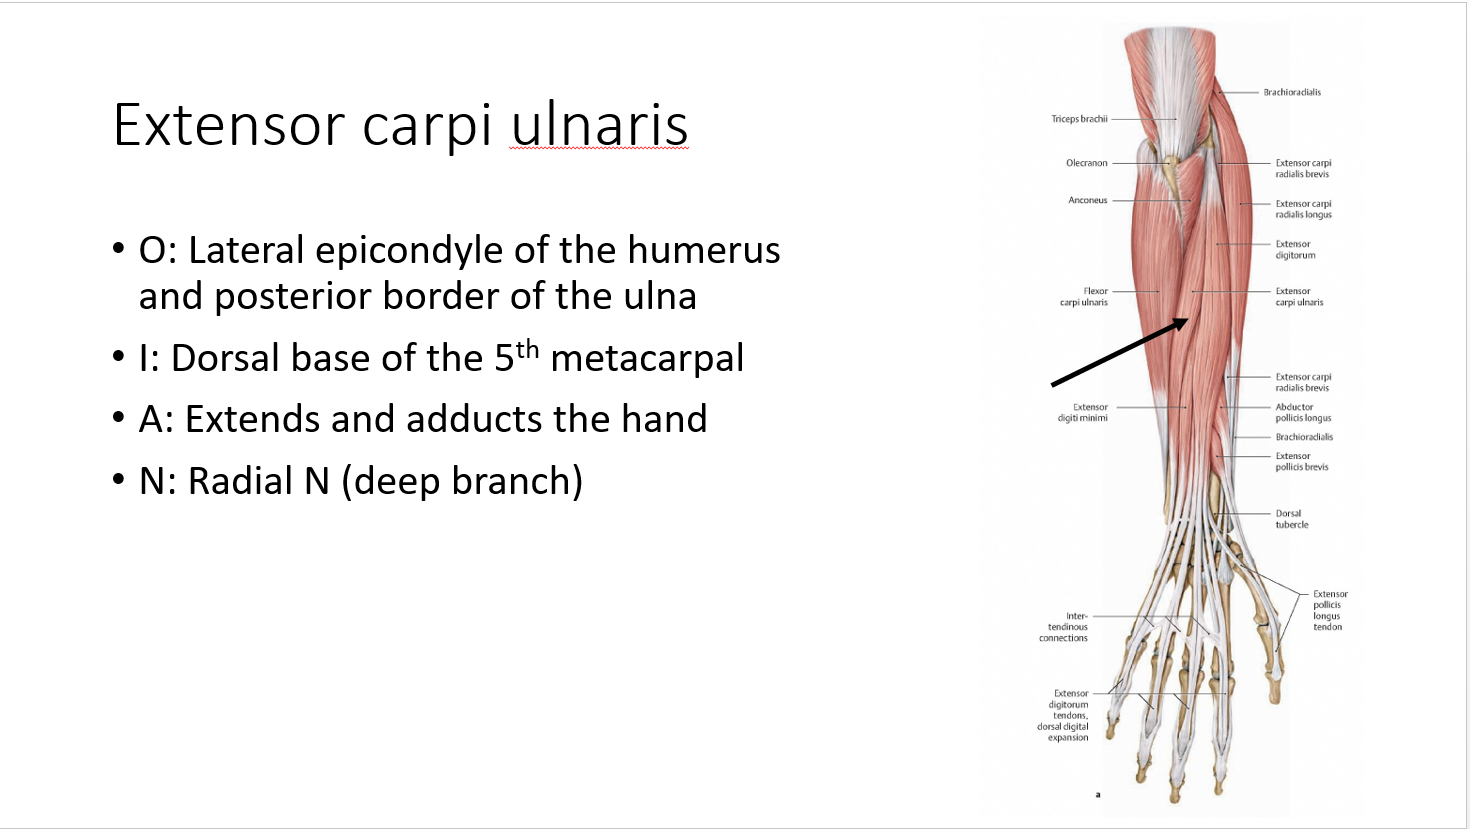 Extensor carpi ulnaris
• O: Lateral epicondyle of the humerus
and posterior border of the ulna
• I: Dorsal base of the 5th metacarpal
• A: Extends and adducts the hand
• N: Radial N (deep branch)
Brachioradialis
Triceps brachii
Olecranon
Extensor carpi
radialis brevis
Anconeus
Extensor carpi
radialis longus
Extensor
digitorum
Flexor
carpi ulnaris
Extensor
carpi ulnaris
Extensor carpi
radialis brevis
Extensor
digiti minimi
Abductor
pollicis longus
Brachioradialis
Extensor
pollicis brevis
Dorsal
tubercle
Extensor
pollicis
longus
tendon
Inter-
tendinous
connections
Extensor
digitorum
tendons,
dorsal digital
expansion
a